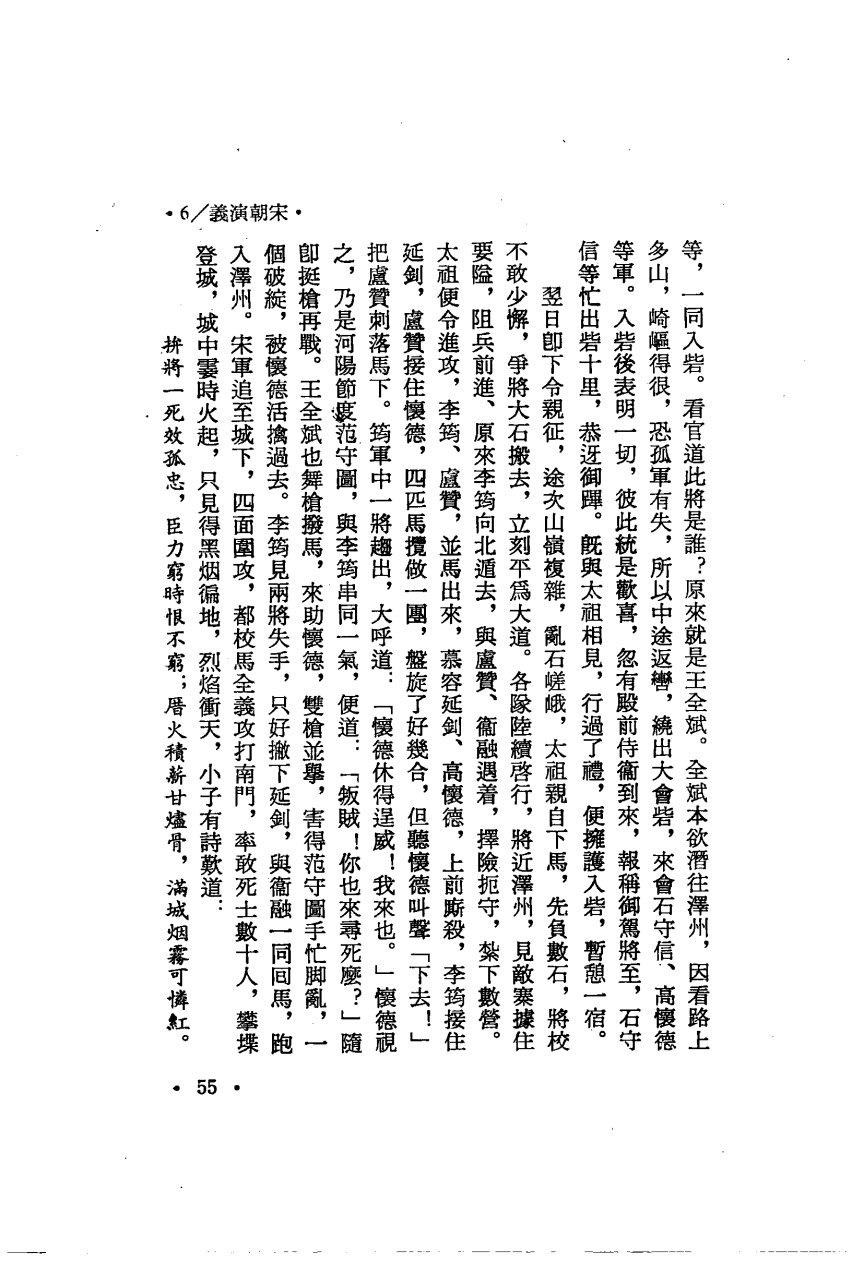 •6/義演朝宋•
等，一同入砦。看官道此將是誰？原來就是王全斌。全斌本欲潛往澤州，因看路上
多山，崎嶇得很，恐孤軍有失，所以中途返轡，繞出大會砦，來會石守信、高懷德
等軍。入砦後表明一切，彼此統是歡喜，忽有殿前侍衞到來，報稱御駕將至，石守
信等忙出砦十里，恭迓御蹕。旣與太祖相見，行過了禮，便擁護入砦，暫憩一宿。
翌日卽下令親征，途次山嶺複雜，亂石嵯峨，太祖親自下馬，先負數石，將校
不敢少懈，爭將大石搬去，立刻平爲大道。各隊陸續啓行，將近澤州，見敵寨據住
要隘，阻兵前進、原來李筠向北遁去，與盧贊、衞融遇着，擇險扼守，紮下數營。
太祖便令進攻，李筠、盧贊，並馬出來，慕容延釗、高懷德，上前廝殺，李筠接住
延釗，盧贊接住懷德，四匹馬攪做一團，盤旋了好幾合，但聽懷德叫聲「下去！」
把盧贊刺落馬下。筠軍中一將趨出，大呼道：「懷德休得逞威！我來也。」懷德視
之，乃是河陽節度范守圖，與李筠串同一氣，便道：「叛賊！你也來尋死麼？」隨
卽挺槍再戰。王全斌也舞槍撥馬，來助懷德，雙槍並舉，害得范守圖手忙脚亂，一
個破綻，被懷德活擒過去。李筠見兩將失手，只好撇下延釗，與衞融一同囘馬，跑
入澤州。宋軍追至城下，四面圍攻，都校馬全義攻打南門，率敢死士數十人，攀堞
登城，城中霎時火起，只見得黑烟徧地，烈焰衝天，小子有詩歎道：
拚將一死效孤忠，臣力窮時恨不窮；厝火積薪甘燼骨，滿城烟霧可憐紅。
• 55 •